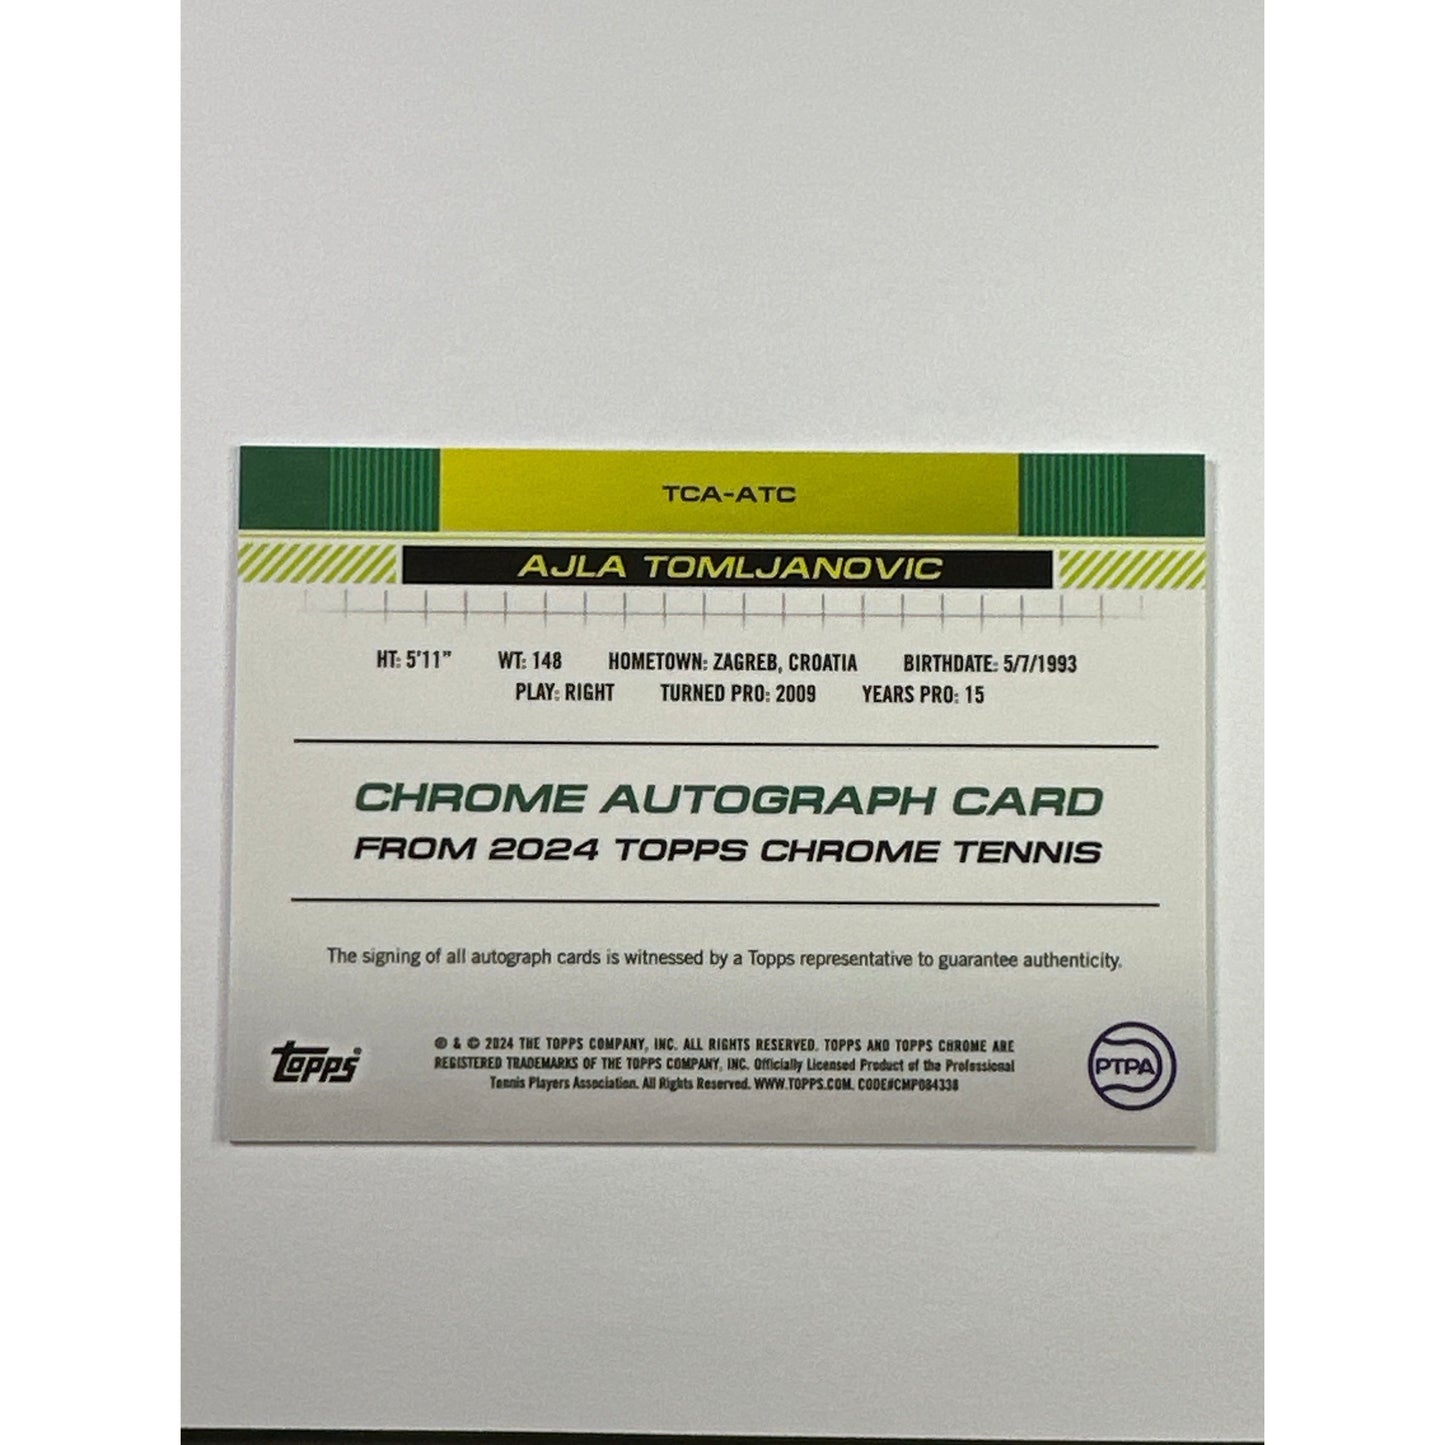 TCA-ATC
AJLA TOMLJANOVIC
HT: 5'11" WT: 148 HOMETOWN: ZAGREB, CROATIA BIRTHDATE: 5/7/1993
PLAY: RIGHT TURNED PRO: 2009 YEARS PRO: 15
CHROME AUTOGRAPH CARD
FROM 2024 TOPPS CHROME TENNIS
The signing of all autograph cards is witnessed by a Topps representative to guarantee authenticity.
topps®
® & © 2024 THE TOPPS COMPANY, INC. ALL RIGHTS RESERVED. TOPPS AND TOPPS CHROME ARE
REGISTERED TRADEMARKS OF THE TOPPS COMPANY, INC. Officially Licensed Product of the Professional
Tennis Players Association. All Rights Reserved. WWW.TOPPS.COM. CODE#CMP084338
PTPA